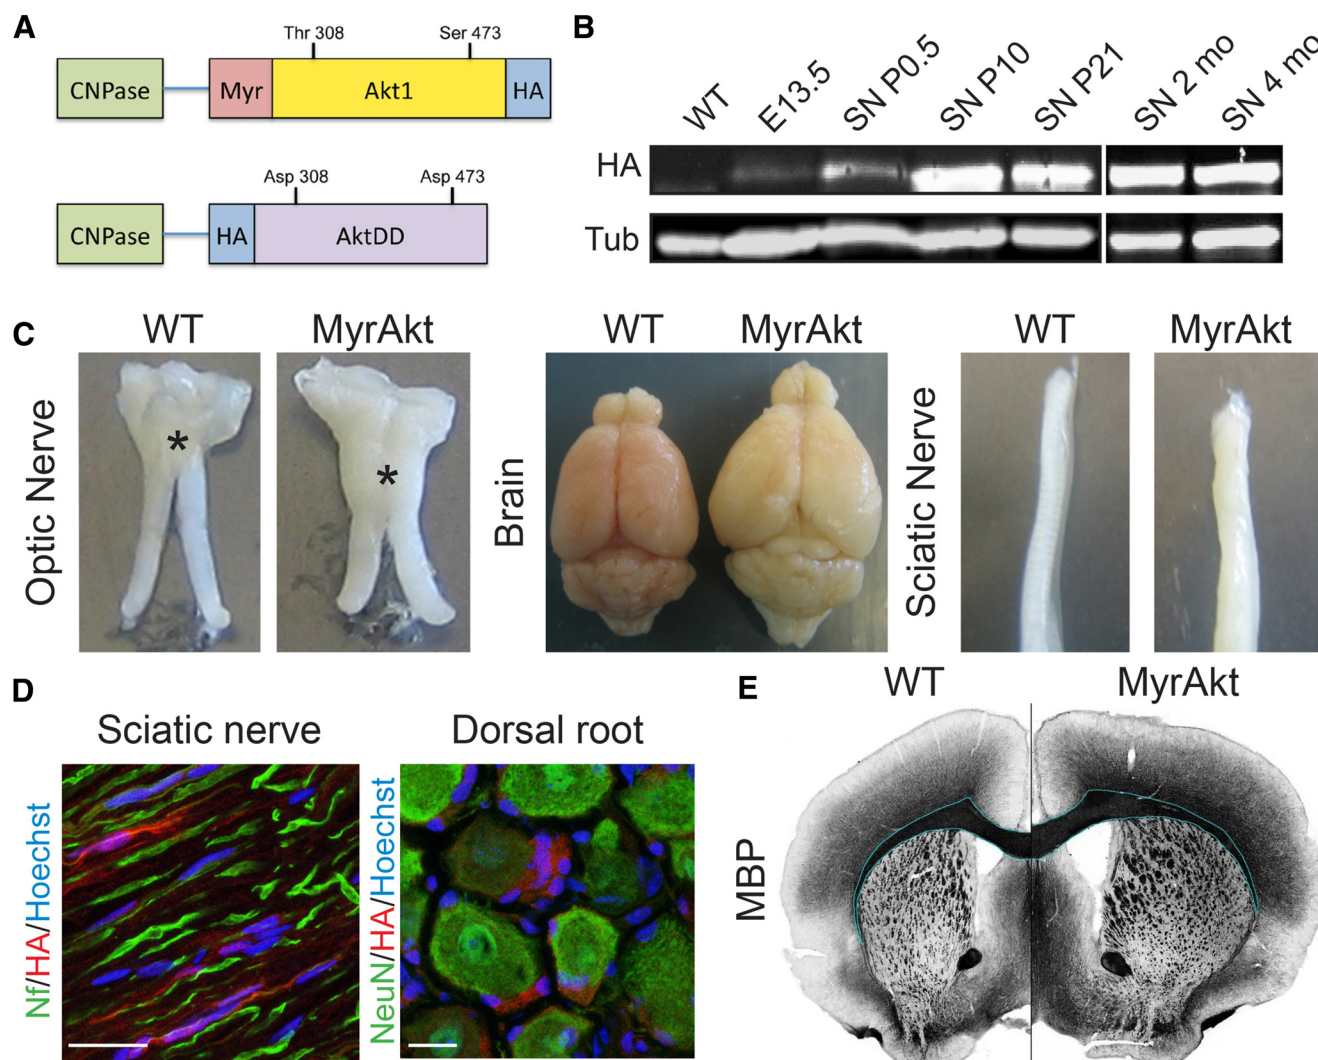 A
Thr 308 Ser 473
CNPase Myr Akt1 HA
Asp 308 Asp 473
CNPase HA AktDD
B
WT E13.5 SN P0.5 SN P10 SN P21 SN 2 mo SN 4 mo
HA
Tub
C
WT MyrAkt
Optic Nerve
* *
WT MyrAkt
Brain
WT MyrAkt
Sciatic Nerve
D
Sciatic nerve
Nf/HA/Hoechst
Dorsal root
NeuN/HA/Hoechst
E
WT MyrAkt
MBP